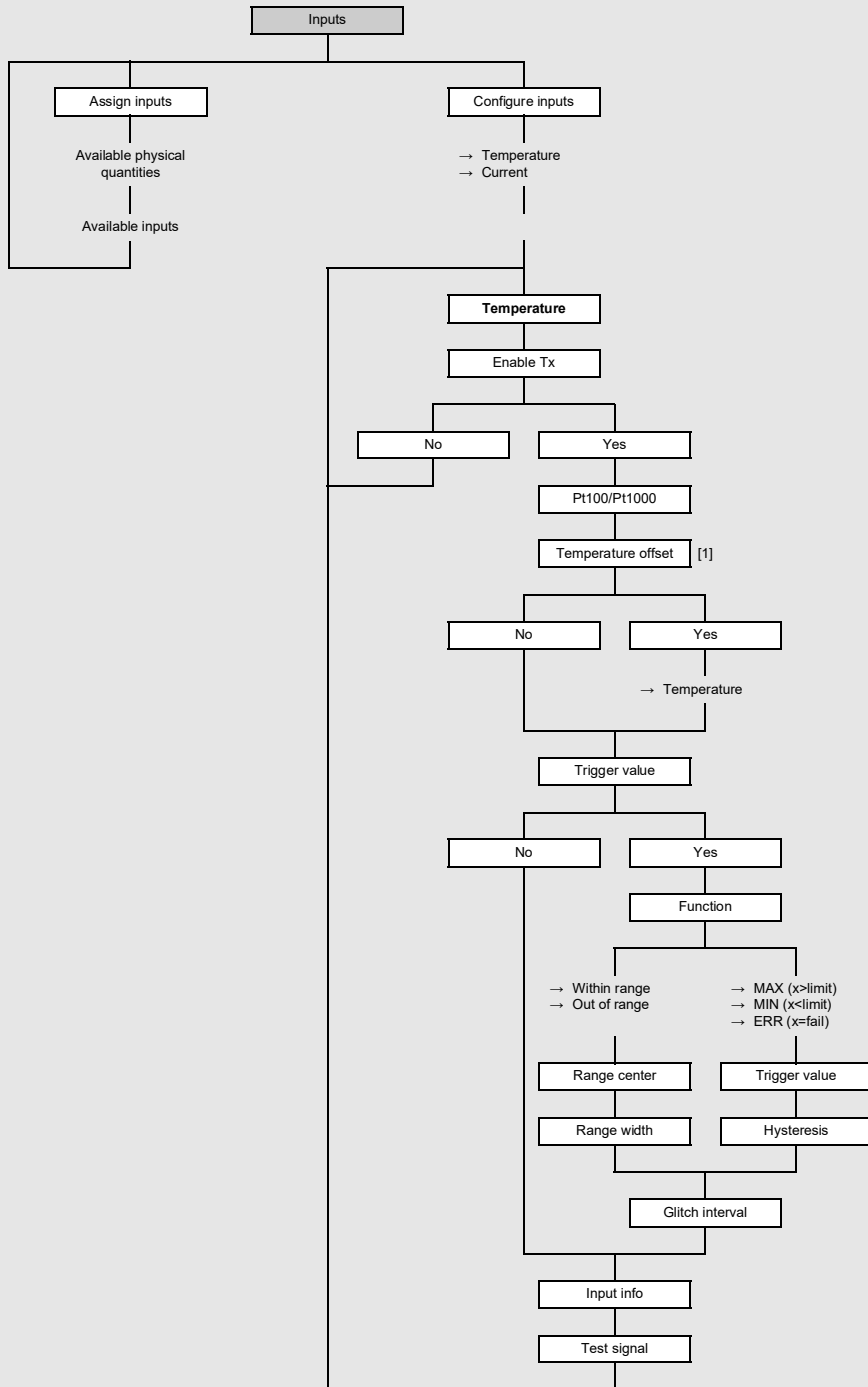 Inputs
Assign inputs
Configure inputs
Available physical
quantities
→ Temperature
→ Current
Available inputs
Temperature
Enable Tx
No
Yes
Pt100/Pt1000
Temperature offset [1]
No
Yes
→ Temperature
Trigger value
No
Yes
Function
→ Within range
→ Out of range
→ MAX (x>limit)
→ MIN (x<limit)
→ ERR (x=fail)
Range center
Trigger value
Range width
Hysteresis
Glitch interval
Input info
Test signal